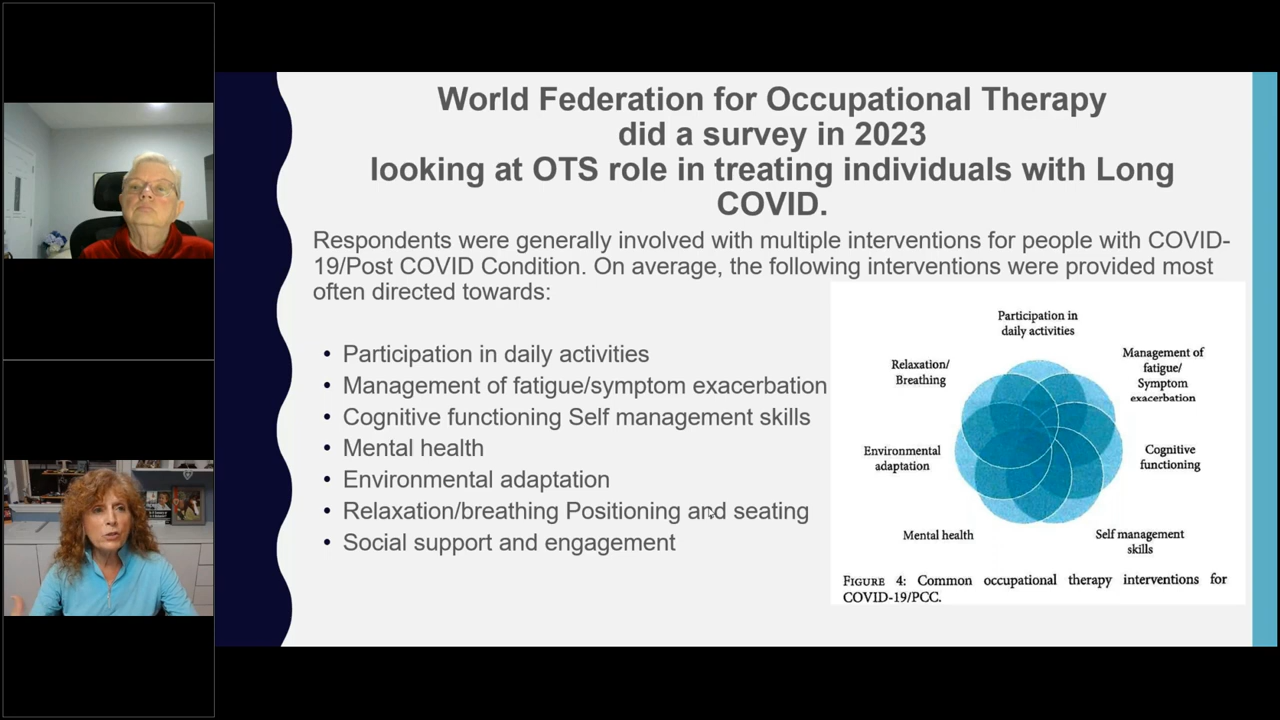 World Federation for Occupational Therapy
did a survey in 2023
looking at OTS role in treating individuals with Long
COVID.
Respondents were generally involved with multiple interventions for people with COVID-
19/Post COVID Condition. On average, the following interventions were provided most
often directed towards:
• Participation in daily activities
• Management of fatigue/symptom exacerbation
• Cognitive functioning Self management skills
• Mental health
• Environmental adaptation
• Relaxation/breathing Positioning and seating
• Social support and engagement
Participation in
daily activities
Management of
fatigue/
Symptom
exacerbation
Cognitive
functioning
Self management
skills
Mental health
Environmental
adaptation
Relaxation/
Breathing
FIGURE 4: Common occupational therapy interventions for
COVID-19/PCC.